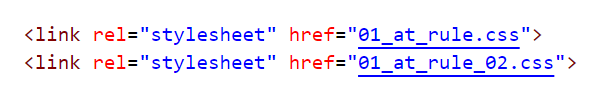 <link rel="stylesheet" href="01_at_rule.css">
<link rel="stylesheet" href="01_at_rule_02.css">